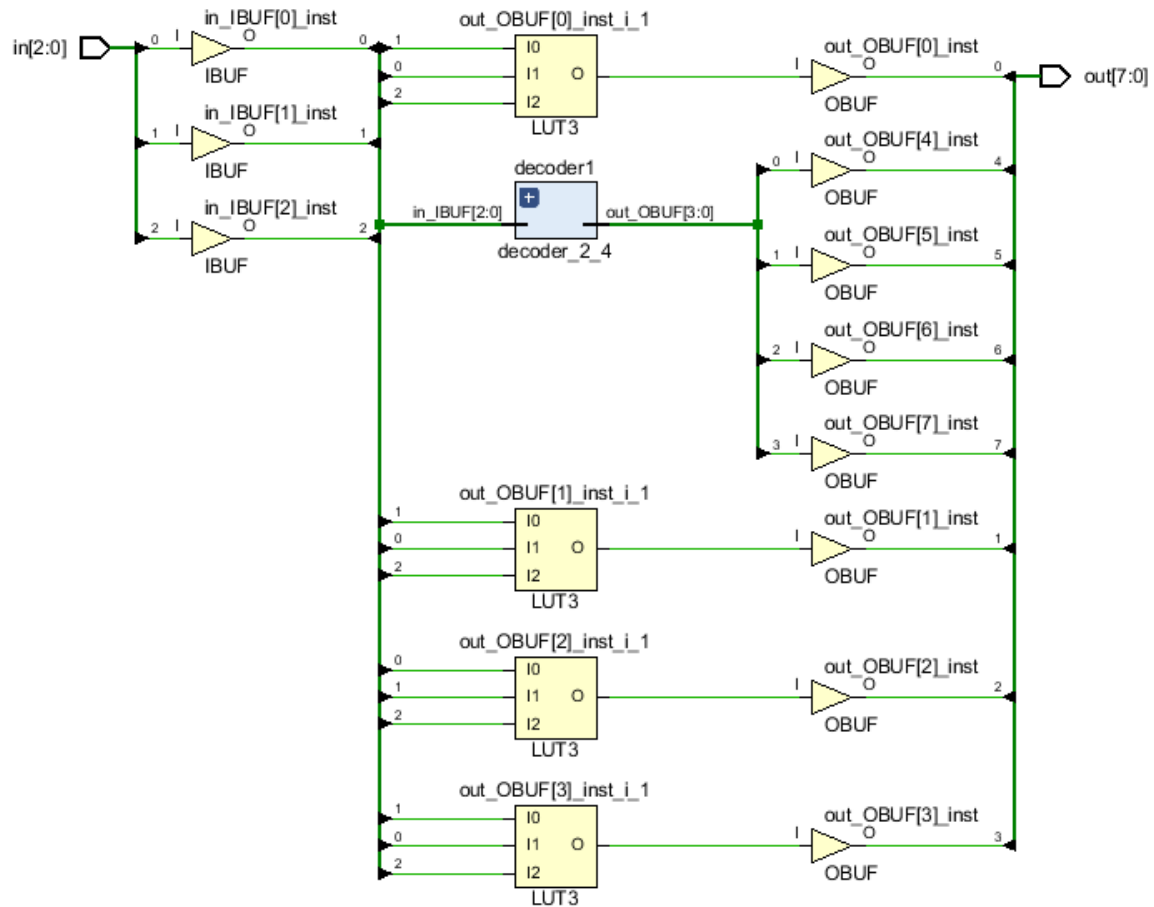 in[2:0]
0
I
in_IBUF[0]_inst
O
IBUF
0
1
I
in_IBUF[1]_inst
O
IBUF
1
2
I
in_IBUF[2]_inst
O
IBUF
2
out_OBUF[0]_inst_i_1
1
I0
0
I1
O
2
I2
LUT3
decoder1
+
in_IBUF[2:0]
out_OBUF[3:0]
decoder_2_4
out_OBUF[1]_inst_i_1
1
I0
0
I1
O
2
I2
LUT3
out_OBUF[2]_inst_i_1
0
I0
1
I1
O
2
I2
LUT3
out_OBUF[3]_inst_i_1
1
I0
0
I1
O
2
I2
LUT3
out_OBUF[0]_inst
I
O
0
OBUF
out_OBUF[4]_inst
0
I
O
4
OBUF
out_OBUF[5]_inst
1
I
O
5
OBUF
out_OBUF[6]_inst
2
I
O
6
OBUF
out_OBUF[7]_inst
3
I
O
7
OBUF
out_OBUF[1]_inst
I
O
1
OBUF
out_OBUF[2]_inst
I
O
2
OBUF
out_OBUF[3]_inst
I
O
3
OBUF
out[7:0]